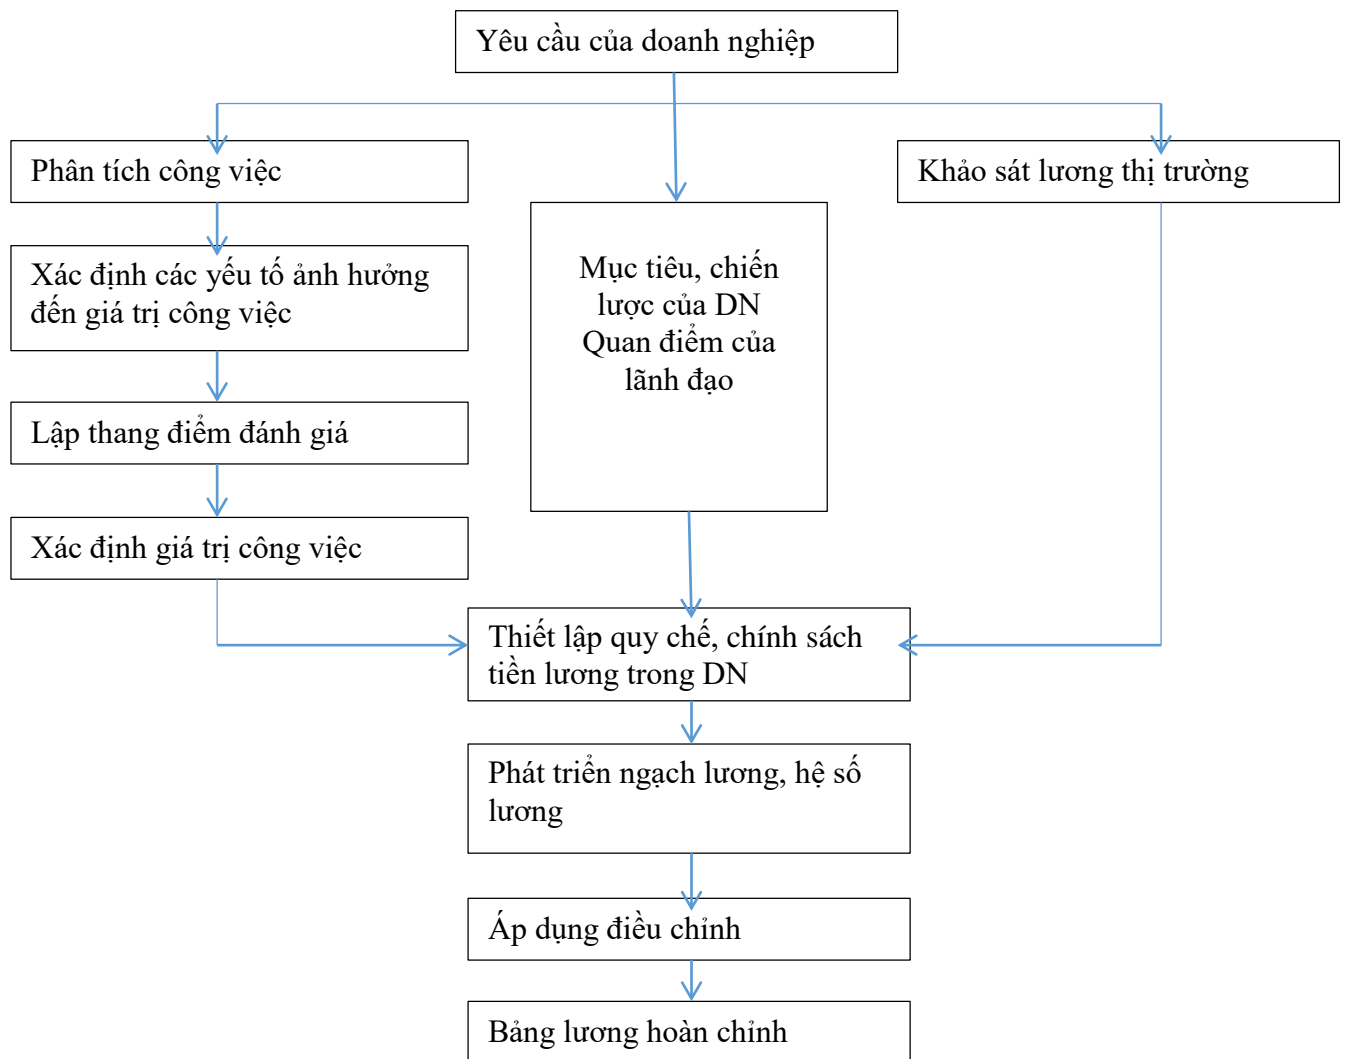 Yêu cầu của doanh nghiệp
Phân tích công việc
Khảo sát lương thị trường
Xác định các yếu tố ảnh hưởng
đến giá trị công việc
Mục tiêu, chiến
lược của DN
Quan điểm của
lãnh đạo
Lập thang điểm đánh giá
Xác định giá trị công việc
Thiết lập quy chế, chính sách
tiền lương trong DN
Phát triển ngạch lương, hệ số
lương
Áp dụng điều chỉnh
Bảng lương hoàn chỉnh